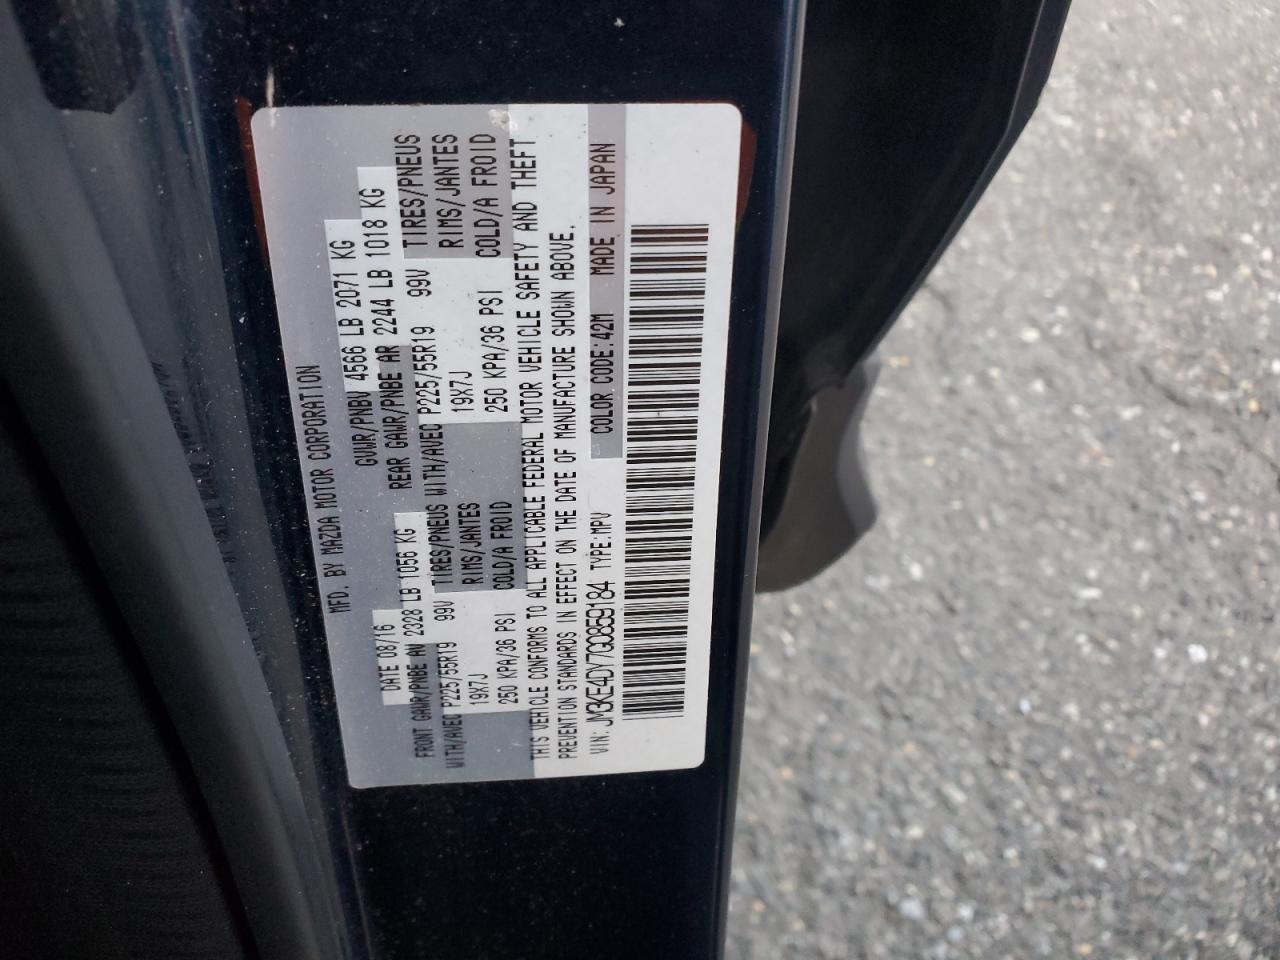 MFD. BY MAZDA MOTOR CORPORATION
DATE 08/16 GVWR/PNBV 4566 LB 2071 KG
FRONT GAWR/PNBE AV 2328 LB 1056 KG REAR GAWR/PNBE AR 2244 LB 1018 KG
WITH/AVEC P225/55R19 99V TIRES/PNEUS WITH/AVEC P225/55R19 99V TIRES/PNEUS
19X7J RIMS/JANTES 19X7J RIMS/JANTES
250 KPA/36 PSI COLD/A FROID 250 KPA/36 PSI COLD/A FROID
THIS VEHICLE CONFORMS TO ALL APPLICABLE FEDERAL MOTOR VEHICLE SAFETY AND THEFT
PREVENTION STANDARDS IN EFFECT ON THE DATE OF MANUFACTURE SHOWN ABOVE.
VIN: JM3KE4DY7G0859184 TYPE:MPV COLOR CODE:42M MADE IN JAPAN